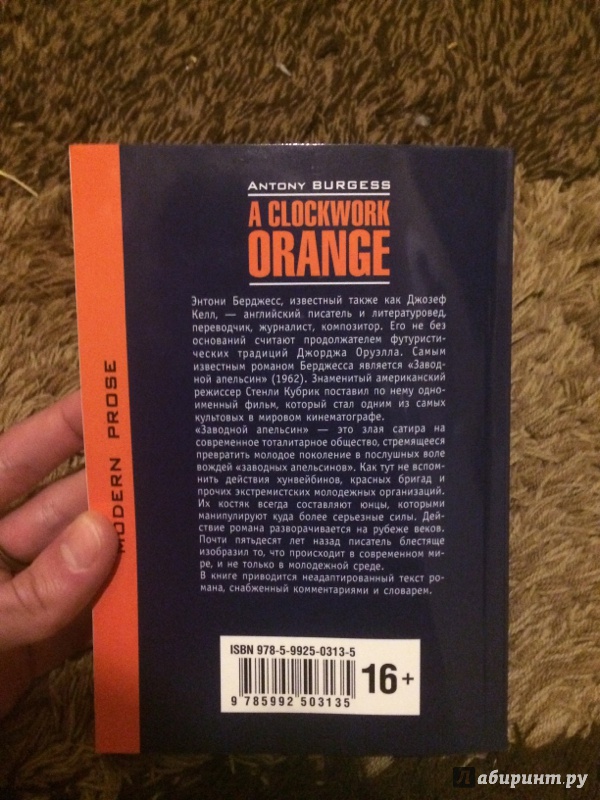 ANTONY BURGESS
A CLOCKWORK
ORANGE
Энтони Берджесс, известный также как Джозеф
Келл, — английский писатель и литературовед,
переводчик, журналист, композитор. Его не без
оснований считают продолжателем футуристи-
ческих традиций Джорджа Оруэлла. Самым
известным романом Берджесса является «Завод-
ной апельсин» (1962). Знаменитый американский
режиссер Стенли Кубрик поставил по нему одно-
именный фильм, который стал одним из самых
культовых в мировом кинематографе.
«Заводной апельсин» — это злая сатира на
современное тоталитарное общество, стремящееся
превратить молодое поколение в послушных воле
вождей «заводных апельсинов». Как тут не вспом-
нить действия хунвейбинов, красных бригад и
прочих экстремистских молодежных организаций.
Их костяк всегда составляют юнцы, которыми
манипулируют куда более серьезные силы. Дей-
ствие романа разворачивается на рубеже веков.
Почти пятьдесят лет назад писатель блестяще
изобразил то, что происходит в современном ми-
ре, и не только в молодежной среде.
В книге приводится неадаптированный текст ро-
мана, снабженный комментариями и словарем.
MODERN PROSE
ISBN 978-5-9925-0313-5
16+
9 785992 503135
Лабиринт.ру